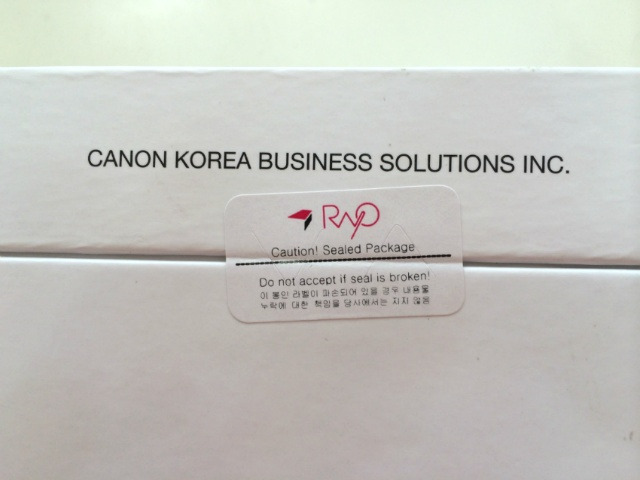 CANON KOREA BUSINESS SOLUTIONS INC.
RNP
Caution! Sealed Package
Do not accept if seal is broken!
이 봉인 라벨이 파손되어 있을 경우 내용물
누락에 대한 책임을 당사에서는 지지 않음